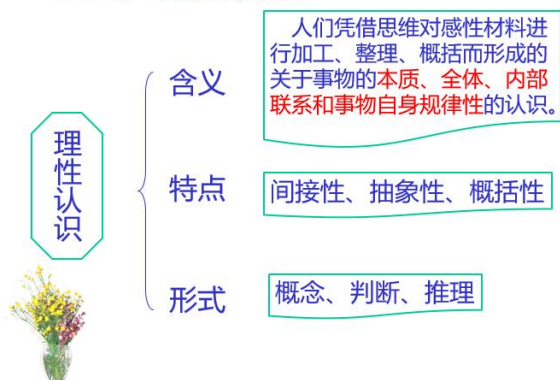 理性认识
含义
人们凭借思维对感性材料进
行加工、整理、概括而形成的
关于事物的本质、全体、内部
联系和事物自身规律性的认识。
特点
间接性、抽象性、概括性
形式
概念、判断、推理